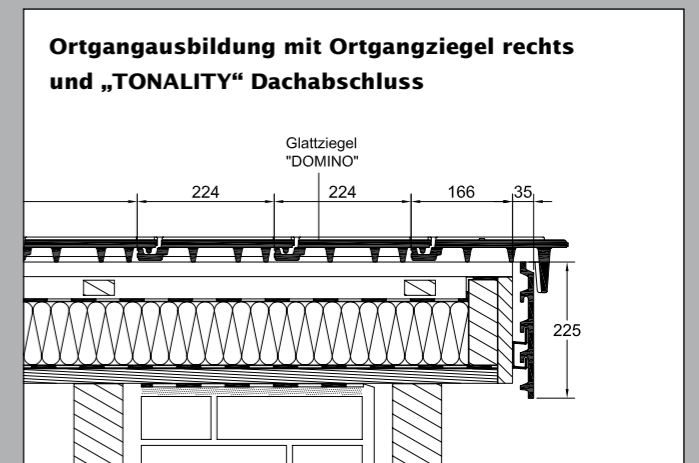 Ortgangausbildung mit Ortgangziegel rechts
und „TONALITY“ Dachabschluss
Glattziegel
"DOMINO"
224 224 166 35
225